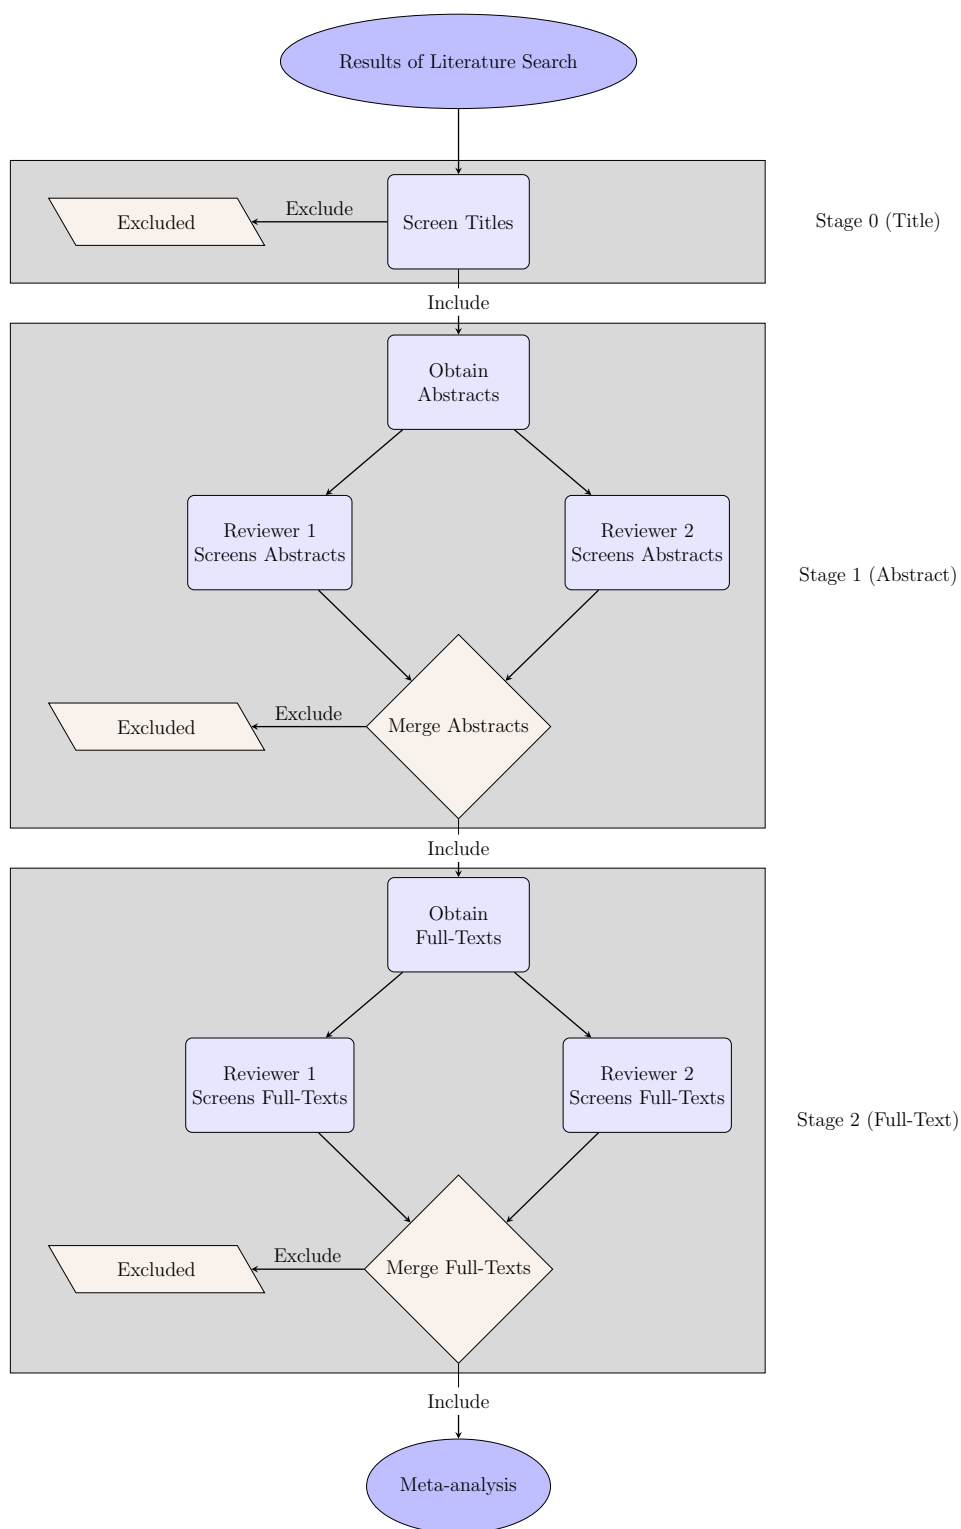 Results of Literature Search
Exclude
Excluded
Screen Titles
Stage 0 (Title)
Include
Obtain
Abstracts
Reviewer 1
Screens Abstracts
Reviewer 2
Screens Abstracts
Stage 1 (Abstract)
Exclude
Excluded
Merge Abstracts
Include
Obtain
Full-Texts
Reviewer 1
Screens Full-Texts
Reviewer 2
Screens Full-Texts
Stage 2 (Full-Text)
Exclude
Excluded
Merge Full-Texts
Include
Meta-analysis